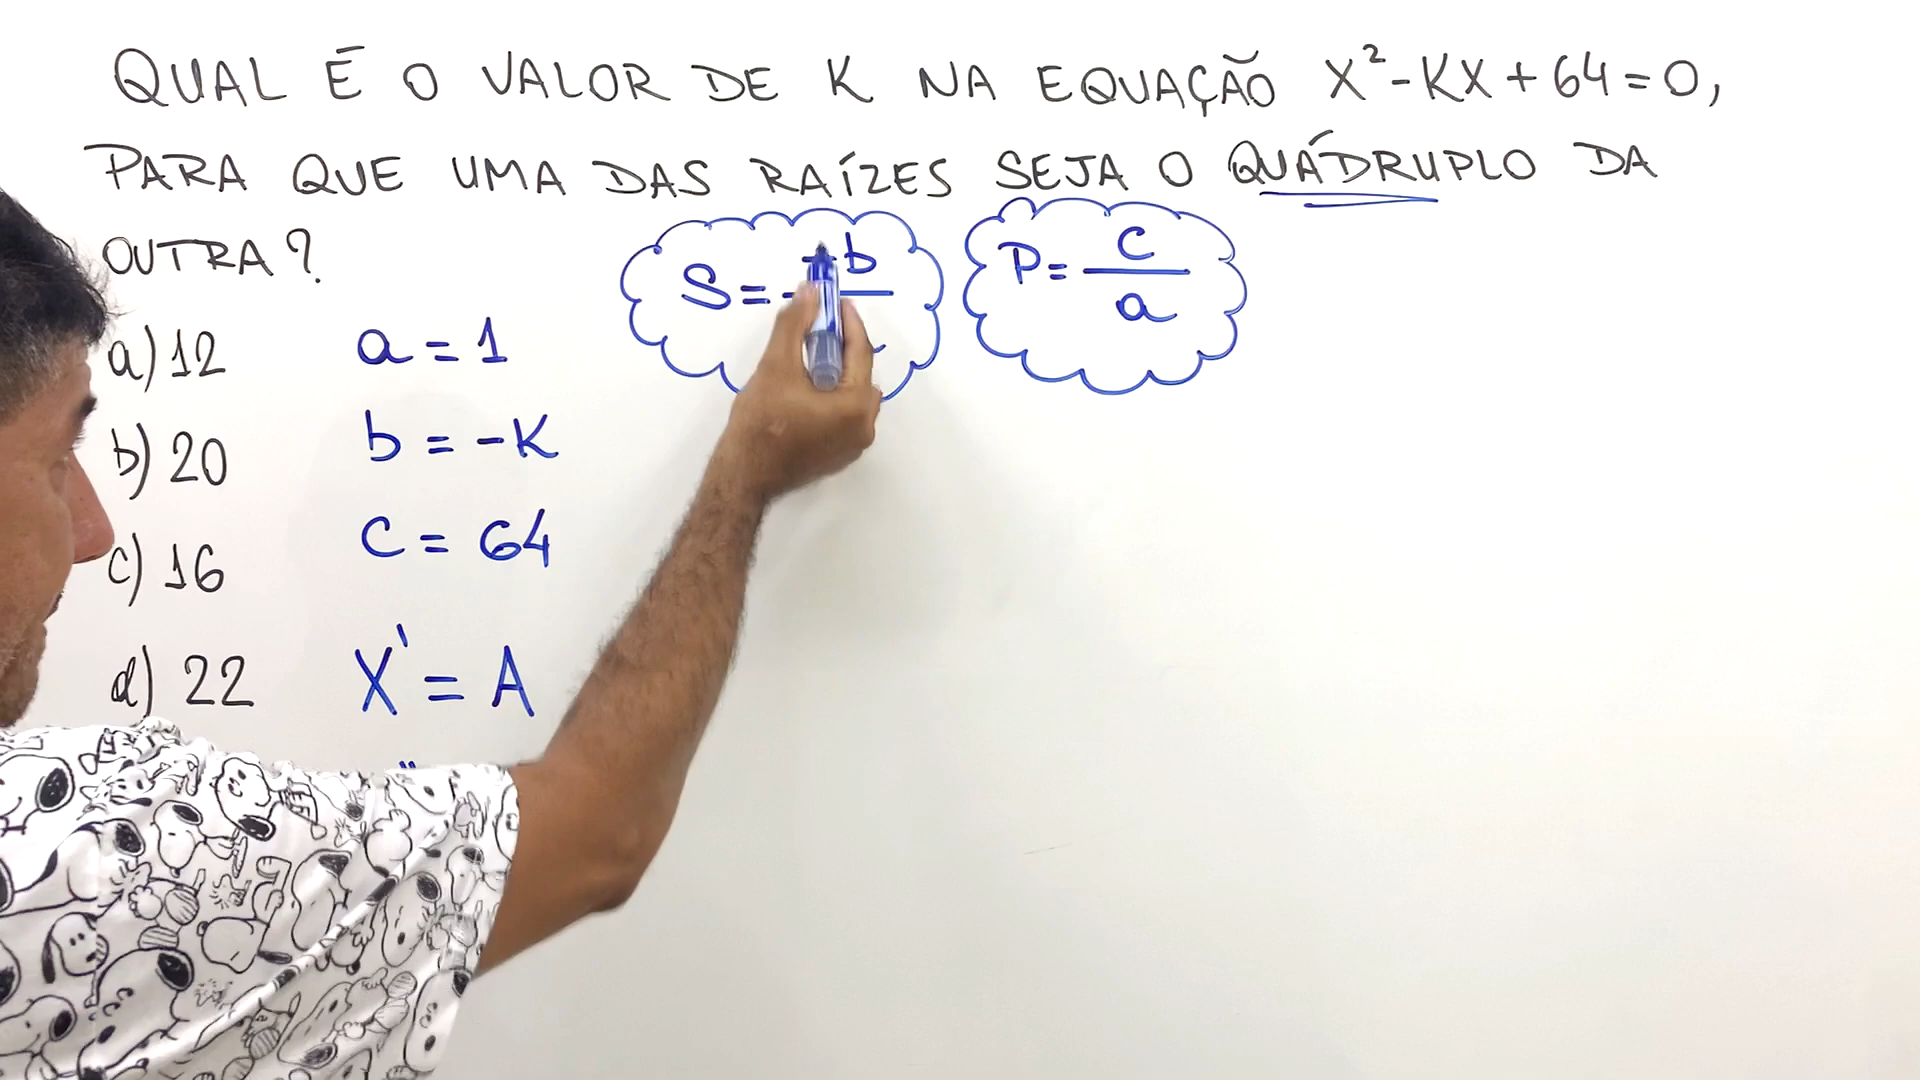 QUAL É O VALOR DE K NA EQUAÇÃO X²-KX+64=0,
PARA QUE UMA DAS RAÍZES SEJA O QUÁDRUPLO DA
OUTRA?
a) 12
b) 20
c) 16
d) 22
a = 1
b = -K
C = 64
X' = A
"
S = -b
P = c/a